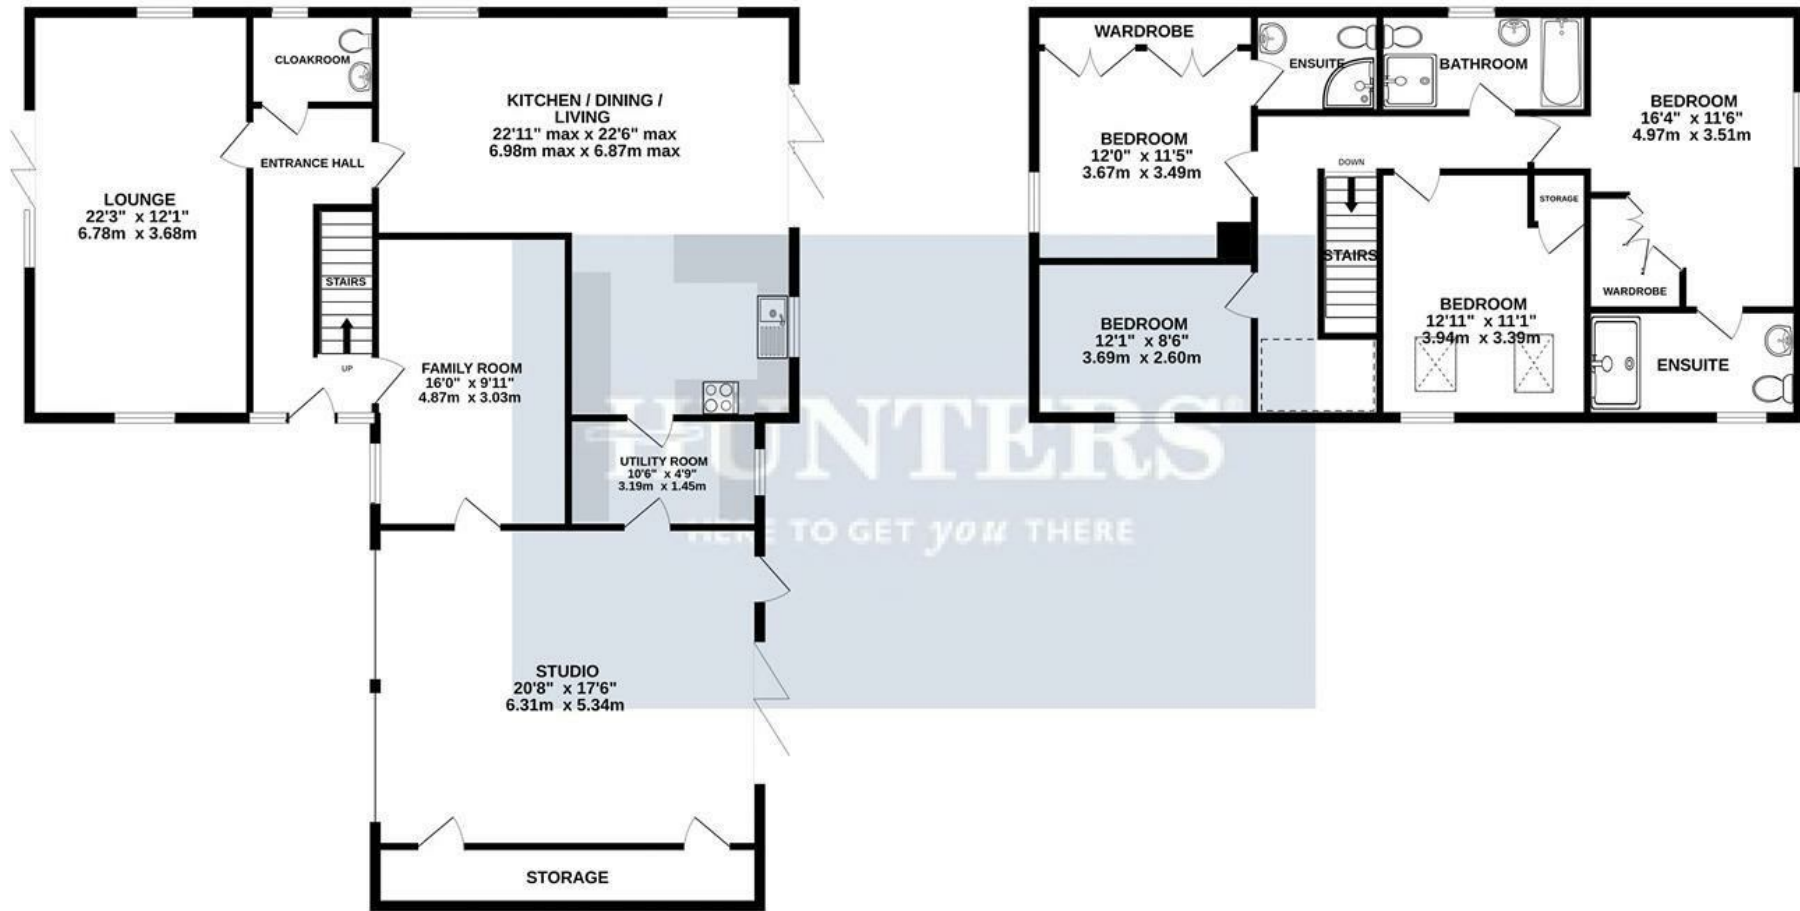 CLOAKROOM
KITCHEN / DINING /
LIVING
22'11" max x 22'6" max
6.98m max x 6.87m max
ENTRANCE HALL
LOUNGE
22'3" x 12'1"
6.78m x 3.68m
STAIRS
UP
FAMILY ROOM
16'0" x 9'11"
4.87m x 3.03m
UTILITY ROOM
10'6" x 4'9"
3.19m x 1.45m
STUDIO
20'8" x 17'6"
6.31m x 5.34m
STORAGE
WARDROBE
ENSUITE
BATHROOM
BEDROOM
16'4" x 11'6"
4.97m x 3.51m
BEDROOM
12'0" x 11'5"
3.67m x 3.49m
DOWN
STORAGE
STAIRS
WARDROBE
BEDROOM
12'11" x 11'1"
3.94m x 3.39m
BEDROOM
12'1" x 8'6"
3.69m x 2.60m
ENSUITE
HUNTERS®
HERE TO GET you THERE